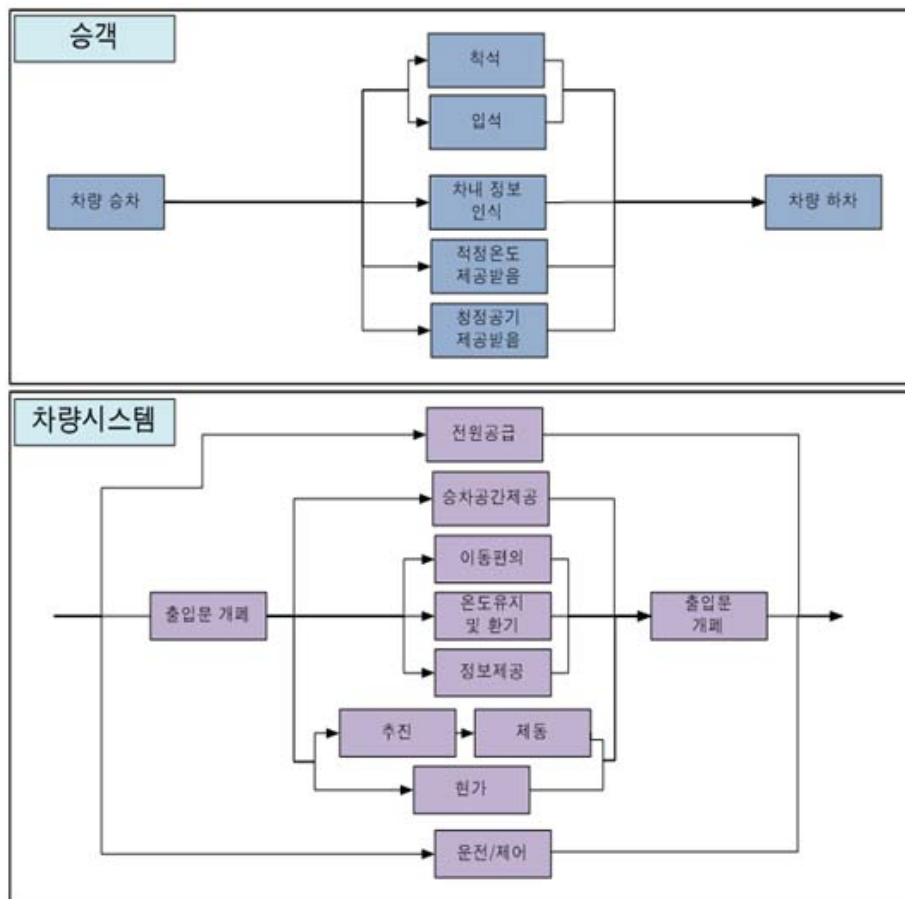 승객
착석
입석
차량 승차
차내 정보
인식
차량 하차
적정온도
제공받음
청정공기
제공받음
차량시스템
전원공급
승차공간제공
이동편의
출입문 개폐
온도유지
및 환기
출입문
개폐
정보제공
추진
제동
현가
운전/제어